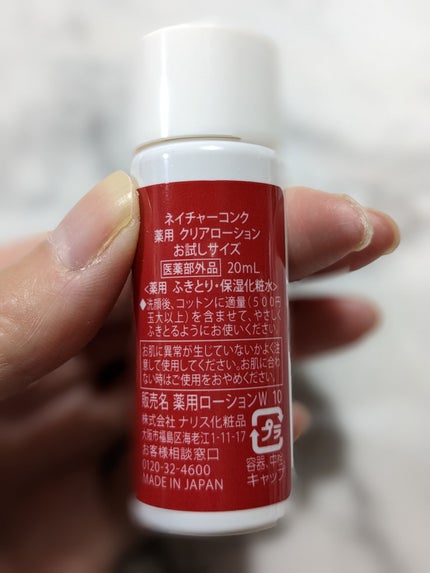 ネイチャーコンク
薬用 クリアローション
お試しサイズ
医薬部外品 20mL
<薬用 ふきとり・保湿化粧水>
◆洗顔後、コットンに適量(500円
玉大以上)を含ませて、やさしく
ふきとるようにお使いください。
お肌に異常が生じていないかよく注
意して使用してください。お肌に合わ
ない時はご使用をおやめください。
販売名 薬用ローションW 10
株式会社 ナリス化粧品
大阪市福島区海老江1-11-17
お客様相談窓口
0120-32-4600
MADE IN JAPAN
プラ
容器、中
キャップ